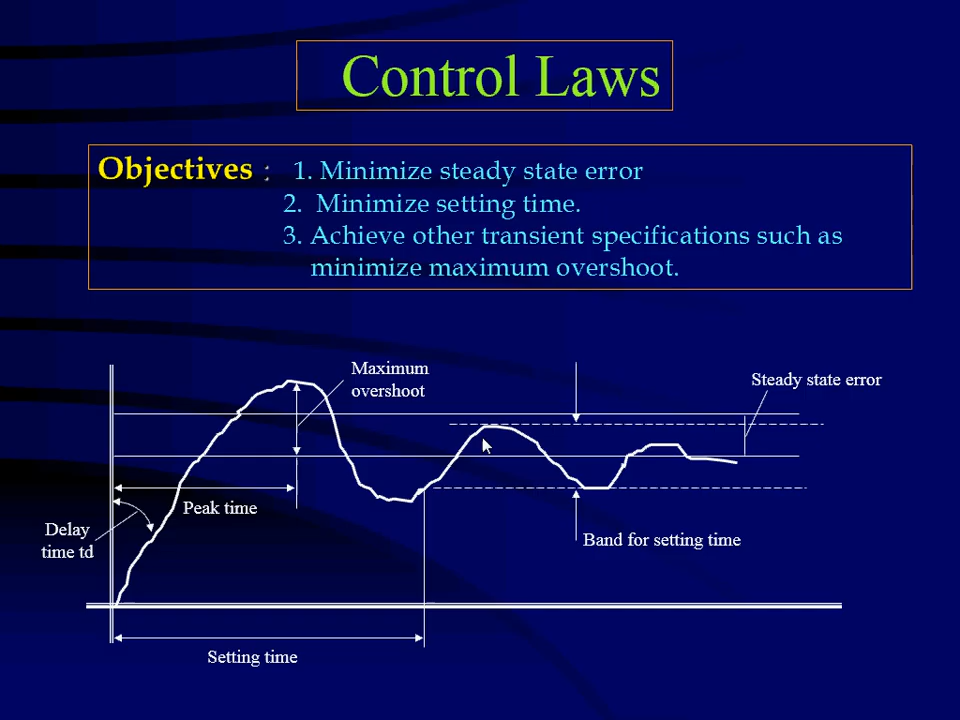 Control Laws
Objectives : 1. Minimize steady state error
2. Minimize setting time.
3. Achieve other transient specifications such as
minimize maximum overshoot.
Maximum
overshoot
Steady state error
Peak time
Delay
time td
Band for setting time
Setting time